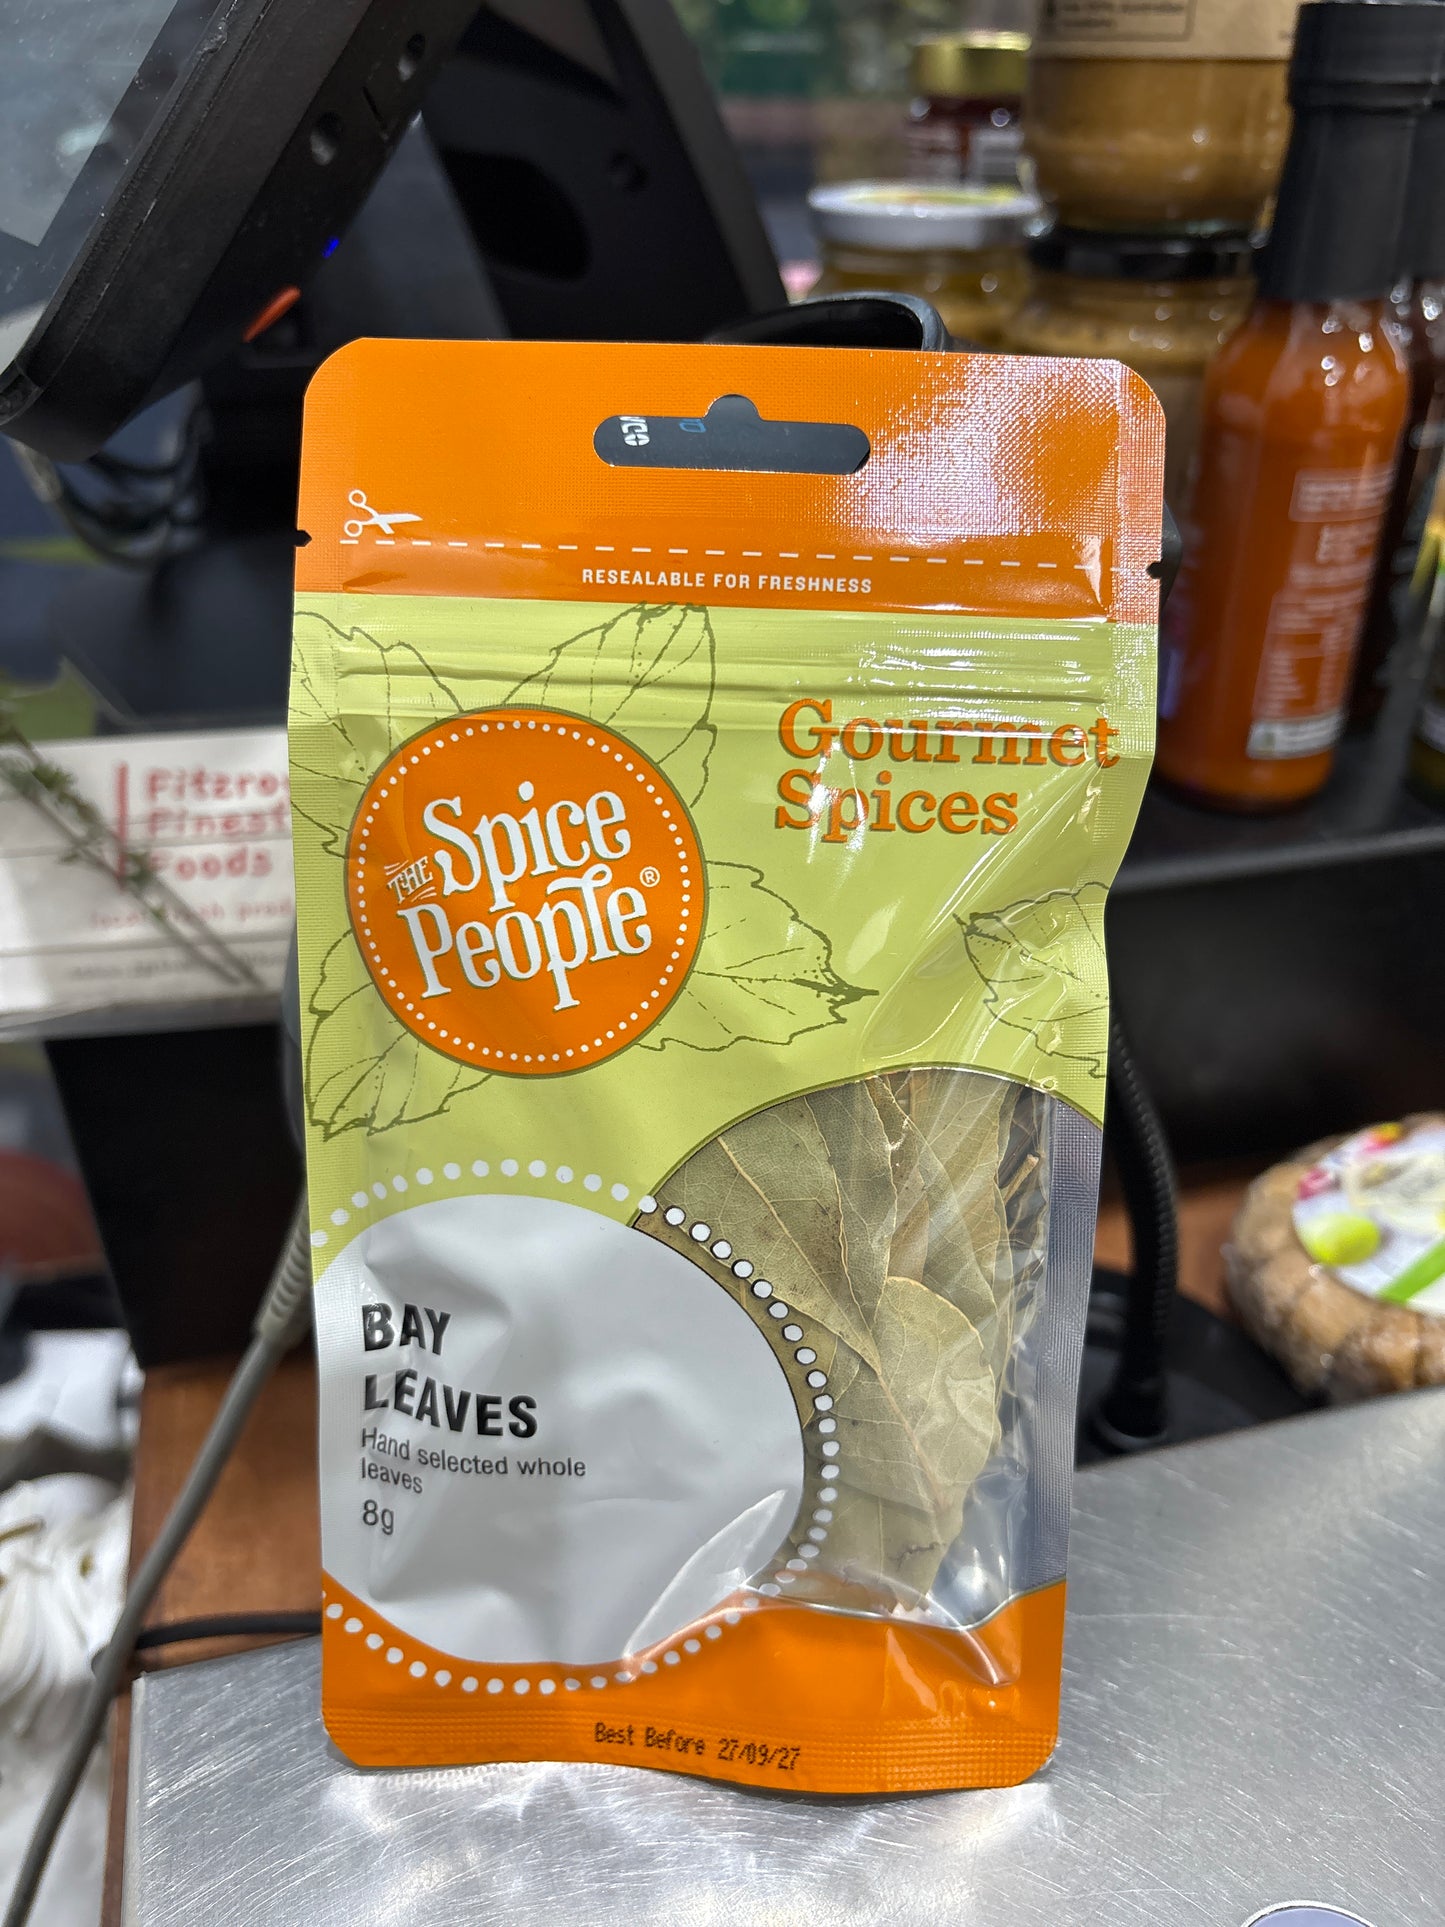 RESEALABLE FOR FRESHNESS
Gourmet
Spices
THE Spice
People®
BAY
LEAVES
Hand selected whole
leaves
8g
Best Before 27/09/27
Finest
Foods